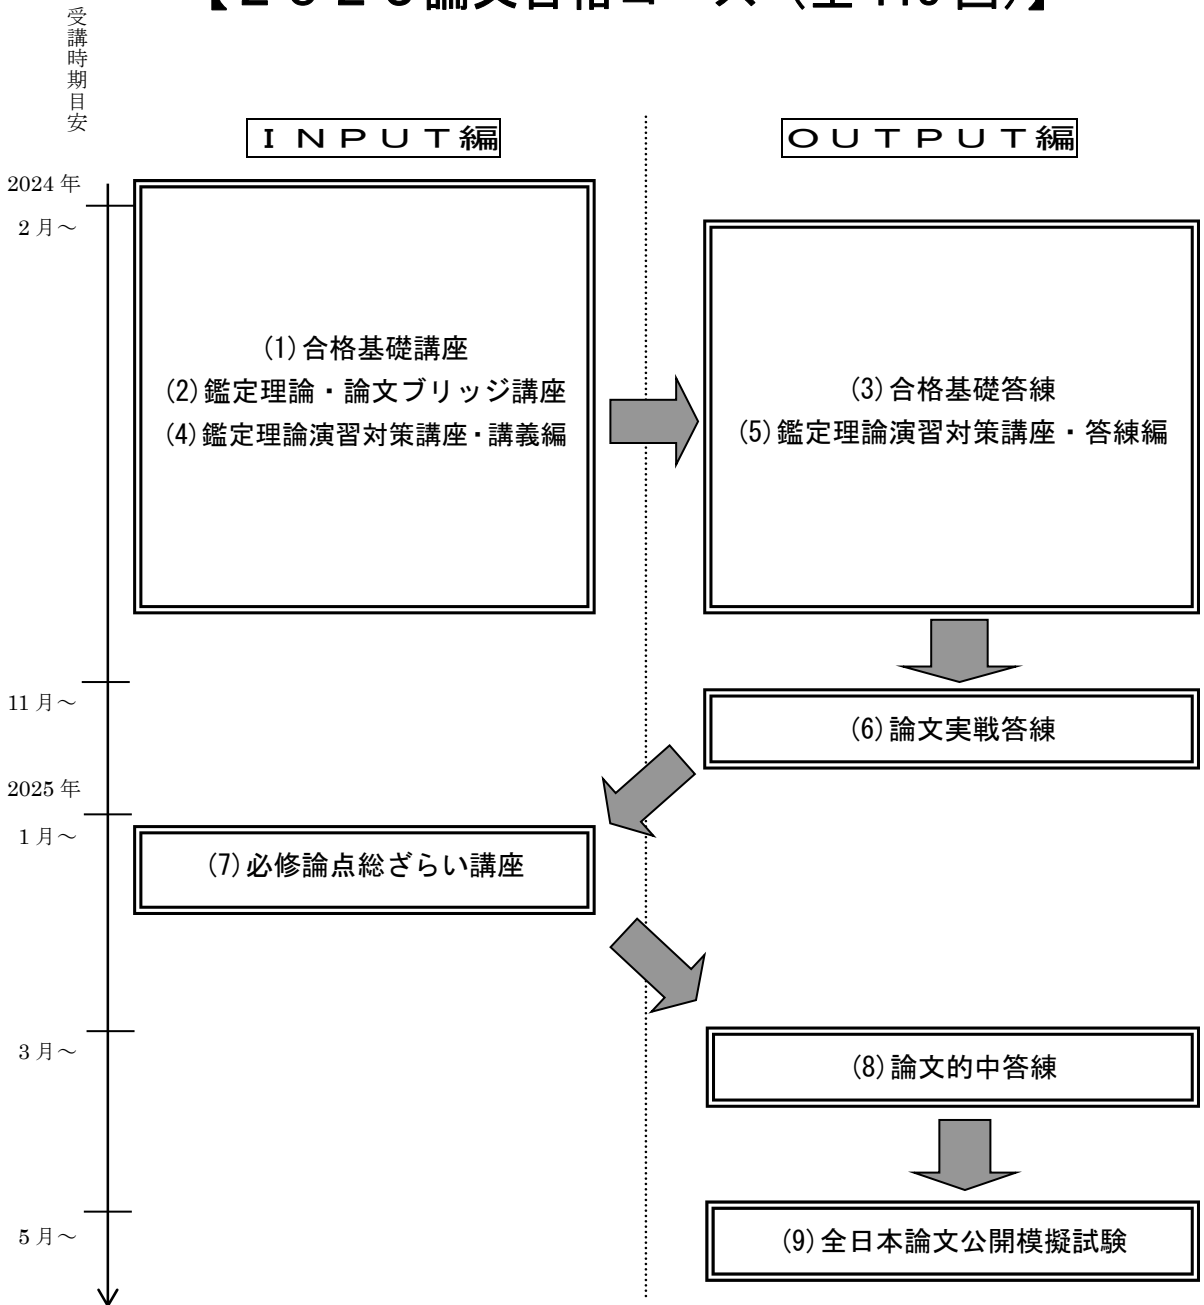 受講時期目安
INPUT編
OUTPUT編
2024年
2月～
(1)合格基礎講座
(2)鑑定理論・論文ブリッジ講座
(4)鑑定理論演習対策講座・講義編
(3)合格基礎答練
(5)鑑定理論演習対策講座・答練編
11月～
(6)論文実戦答練
2025年
1月～
(7)必修論点総ざらい講座
3月～
(8)論文的中答練
5月～
(9)全日本論文公開模擬試験